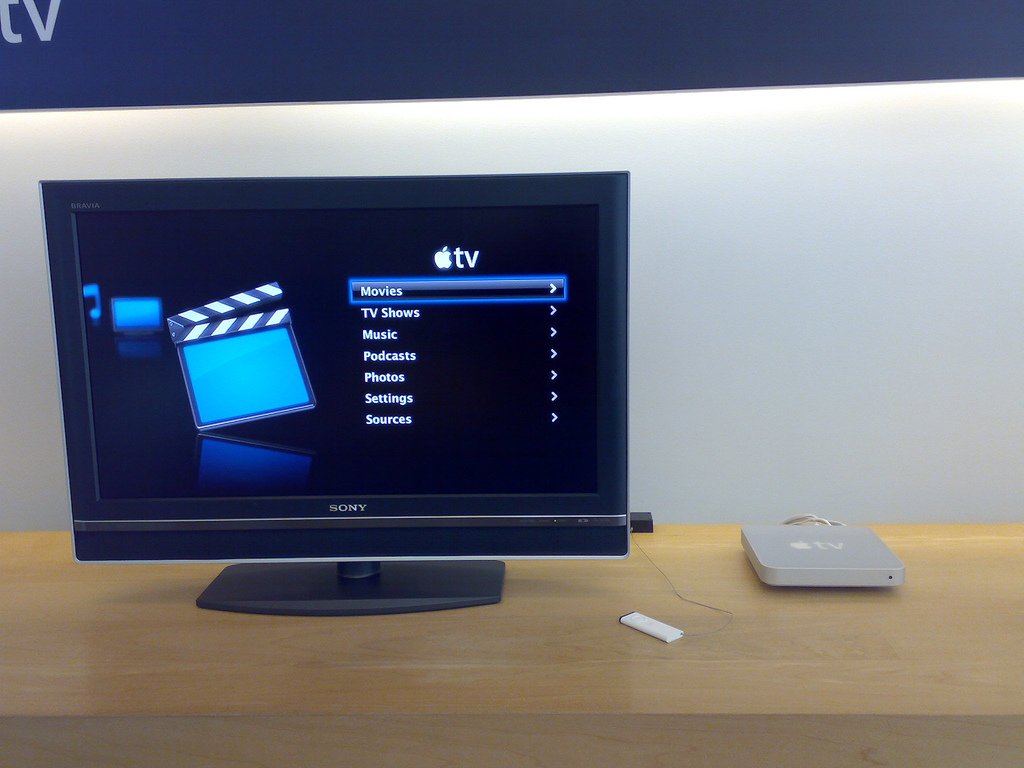 tv
BRAVIA
tv
Movies
TV Shows
Music
Podcasts
Photos
Settings
Sources
SONY
tv